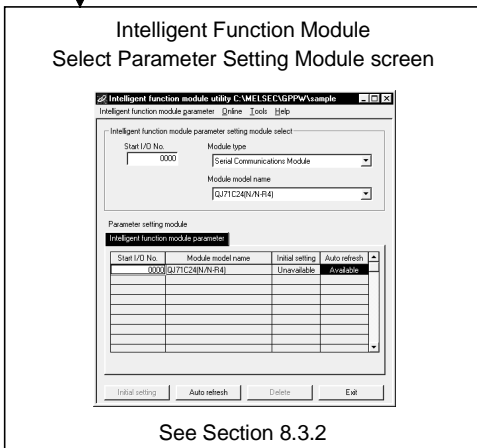 Intelligent Function Module
Select Parameter Setting Module screen
Intelligent function module utility C:\MELSEC\GPPW\sample
Intelligent function module parameter Online Tools Help
Intelligent function module parameter setting module select
Start I/O No. Module type
0000 Serial Communications Module
Module model name
QJ71C24(N/N-R4)
Parameter setting module
Intelligent function module parameter
Start I/O No. Module model name Initial setting Auto refresh
0000 QJ71C24(N/N-R4) Unavailable Available
Initial setting Auto refresh Delete Exit
See Section 8.3.2